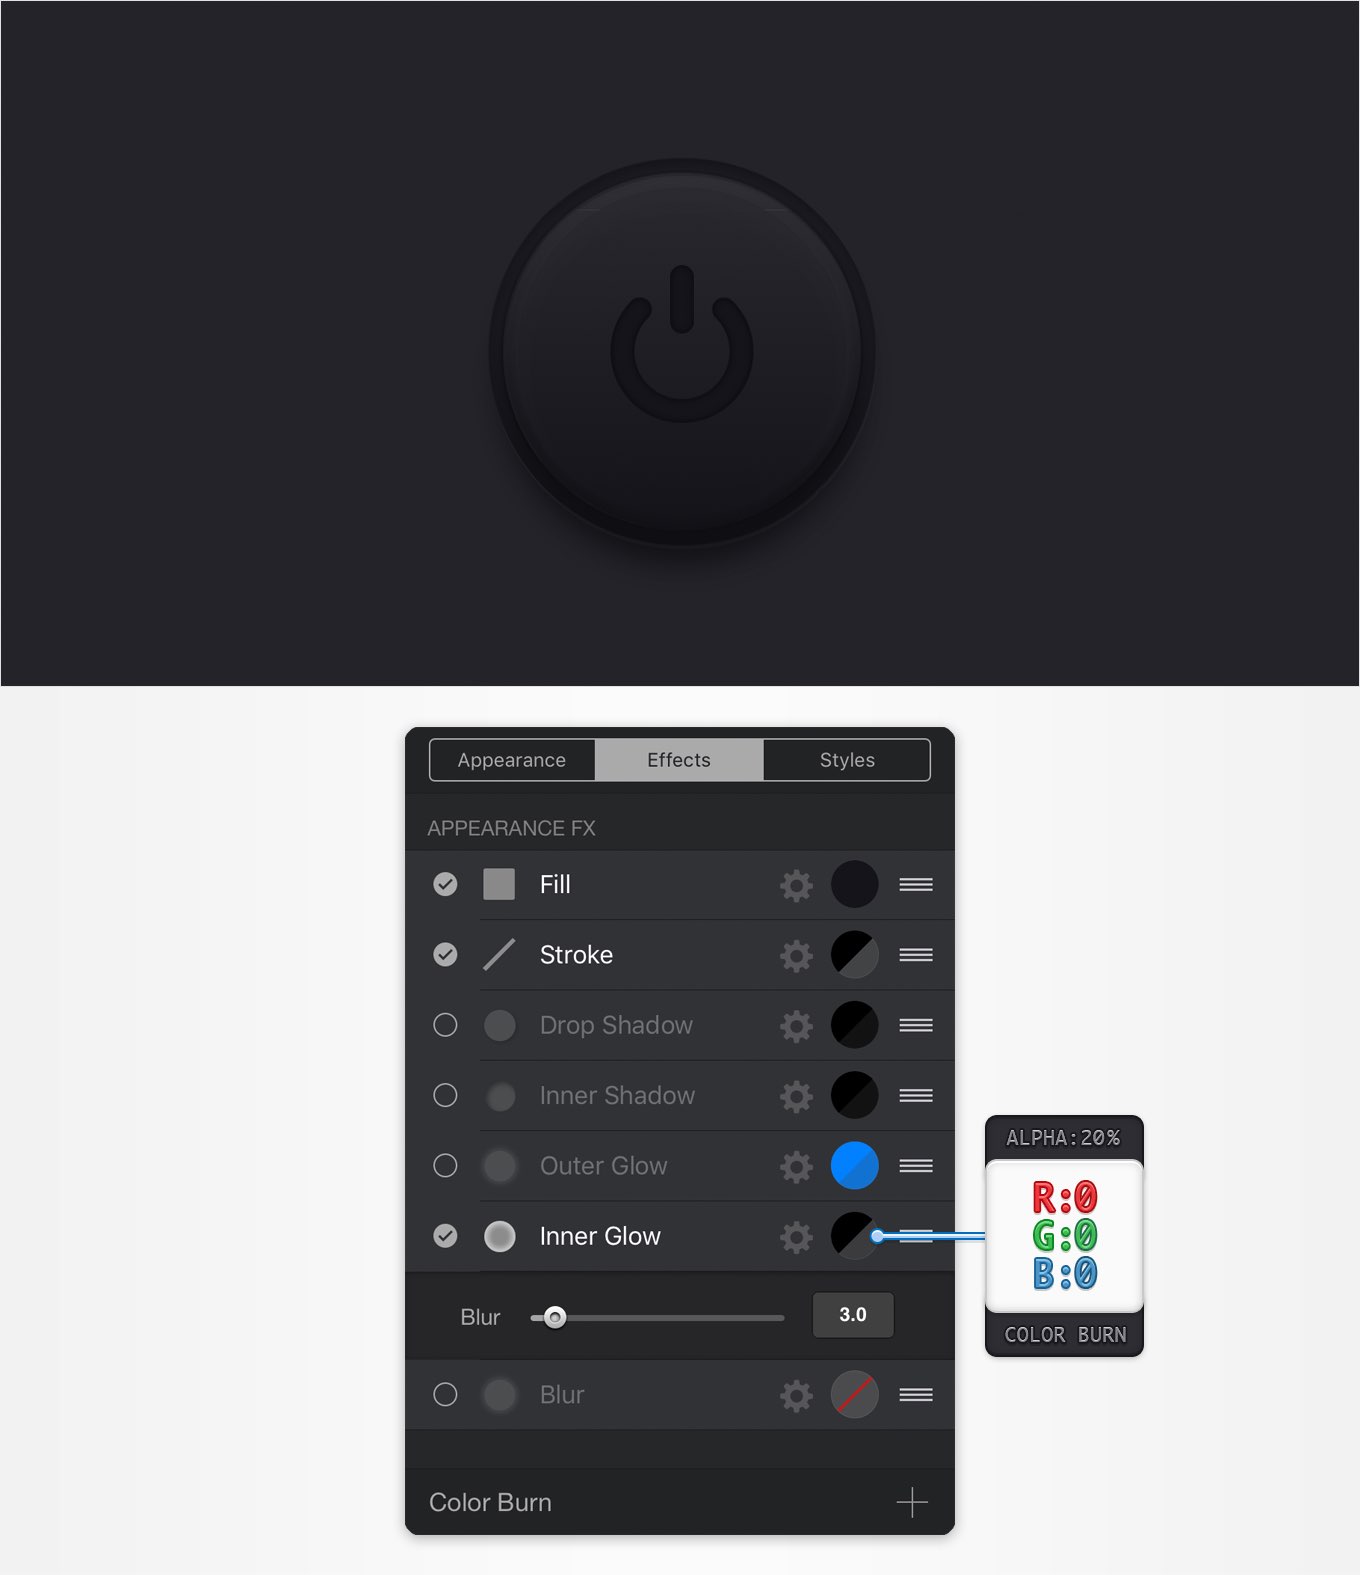 Appearance Effects Styles
APPEARANCE FX
Fill
Stroke
Drop Shadow
Inner Shadow
Outer Glow
Inner Glow
Blur 3.0
Blur
Color Burn
ALPHA:20%
R:0
G:0
B:0
COLOR BURN